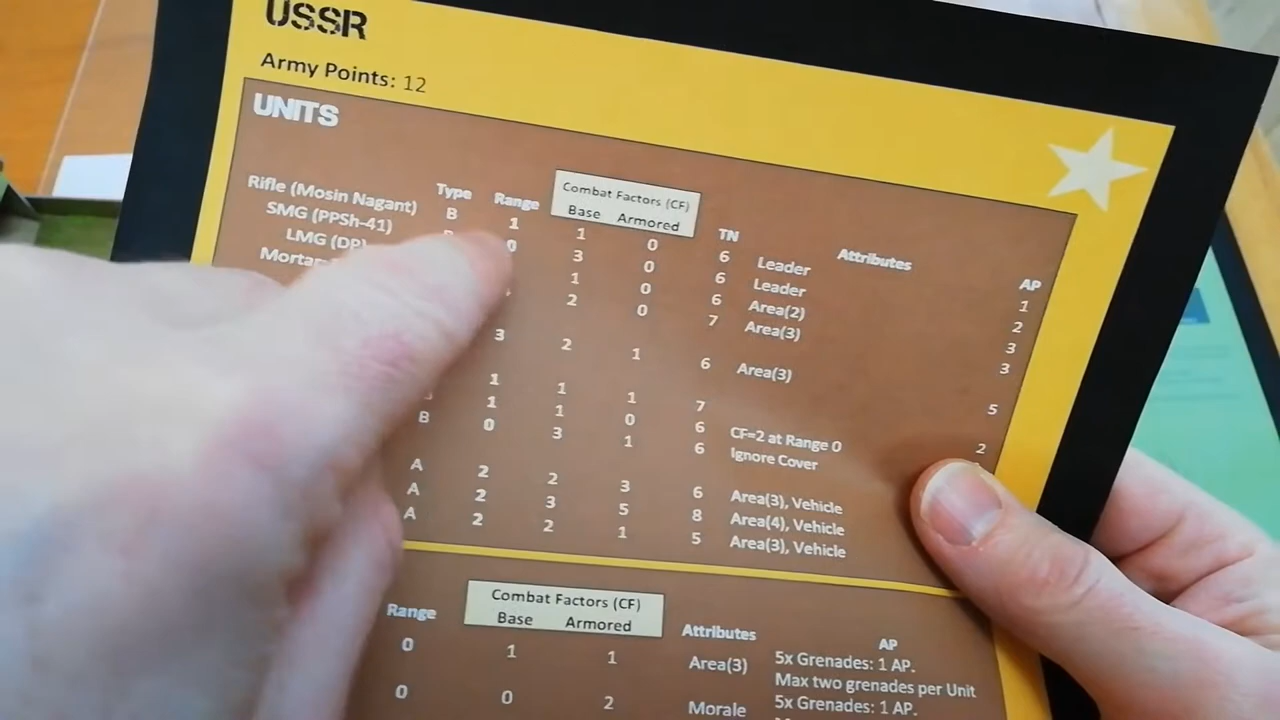 USSR
Army Points: 12
UNITS
Type Range Combat Factors (CF) Base Armored TN Attributes AP
Rifle (Mosin Nagant) B 1 1 0 6 Leader 1
SMG (PPSh-41) 0 3 0 6 Leader 2
LMG (DP) 1 0 6 Area(2) 3
Mortar 2 0 7 Area(3) 3
3 2 1 6 Area(3) 5
1 1 1 7
1 1 0 6 CF=2 at Range 0 2
B 0 3 1 6 Ignore Cover
A 2 2 3 6 Area(3), Vehicle
A 2 3 5 8 Area(4), Vehicle
A 2 2 1 5 Area(3), Vehicle
Range Combat Factors (CF) Base Armored Attributes AP
0 1 1 Area(3) 5x Grenades: 1 AP.
Max two grenades per Unit
0 0 2 Morale 5x Grenades: 1 AP.